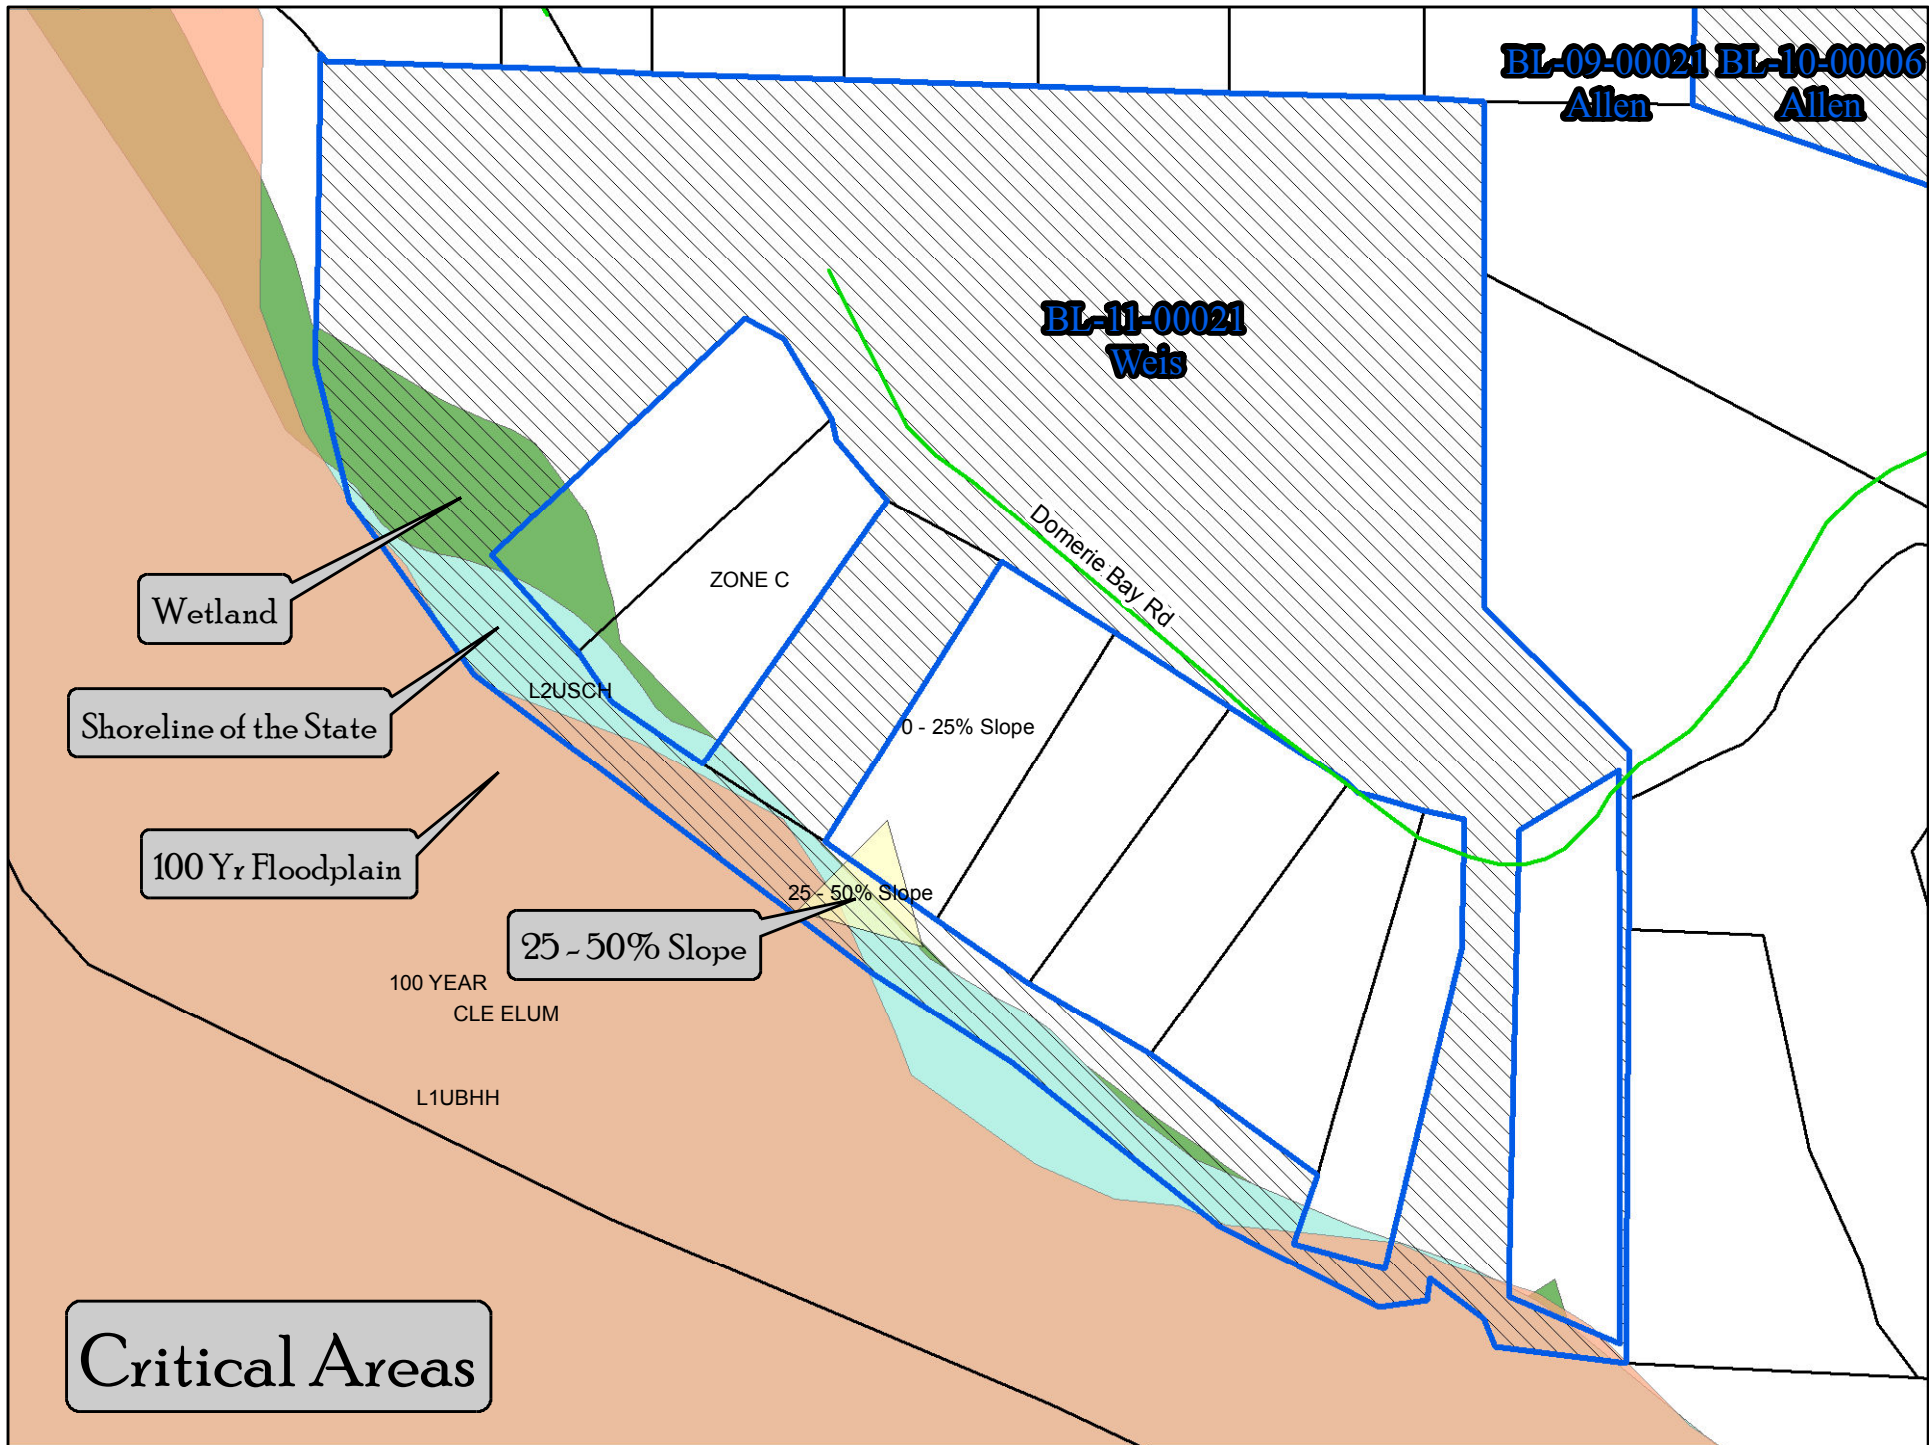 BL-09-00021
Allen
BL-10-00006
Allen
BL-11-00021
Weis
Domerie Bay Rd
ZONE C
Wetland
L2USCH
Shoreline of the State
0 - 25% Slope
100 Yr Floodplain
25 - 50% Slope
25 - 50% Slope
100 YEAR
CLE ELUM
L1UBHH
Critical Areas